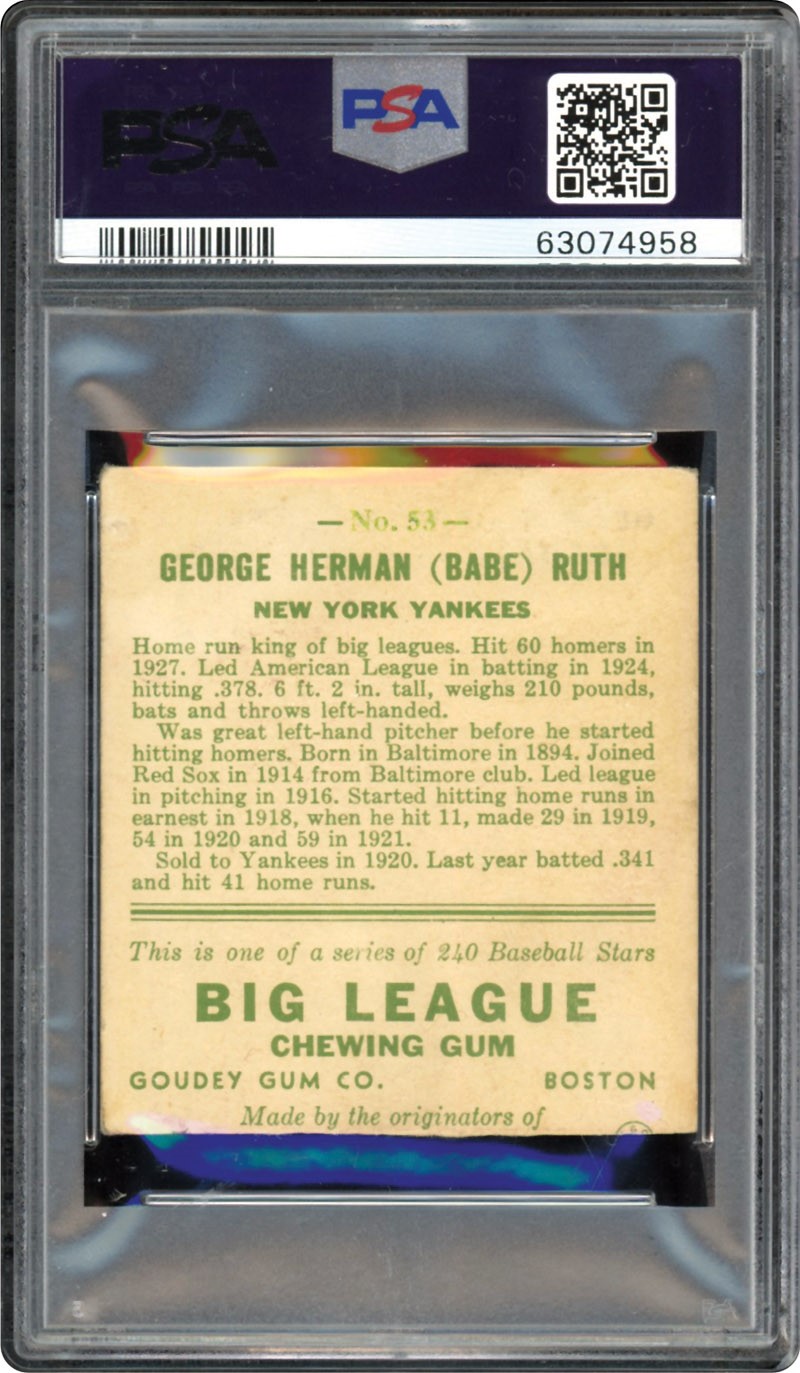 PSA
PSA
63074958
— No. 53 —
GEORGE HERMAN (BABE) RUTH
NEW YORK YANKEES
Home run king of big leagues. Hit 60 homers in
1927. Led American League in batting in 1924,
hitting .378. 6 ft. 2 in. tall, weighs 210 pounds,
bats and throws left-handed.
Was great left-hand pitcher before he started
hitting homers. Born in Baltimore in 1894. Joined
Red Sox in 1914 from Baltimore club. Led league
in pitching in 1916. Started hitting home runs in
earnest in 1918, when he hit 11, made 29 in 1919,
54 in 1920 and 59 in 1921.
Sold to Yankees in 1920. Last year batted .341
and hit 41 home runs.
This is one of a series of 240 Baseball Stars
BIG LEAGUE
CHEWING GUM
GOUDEY GUM CO. BOSTON
Made by the originators of